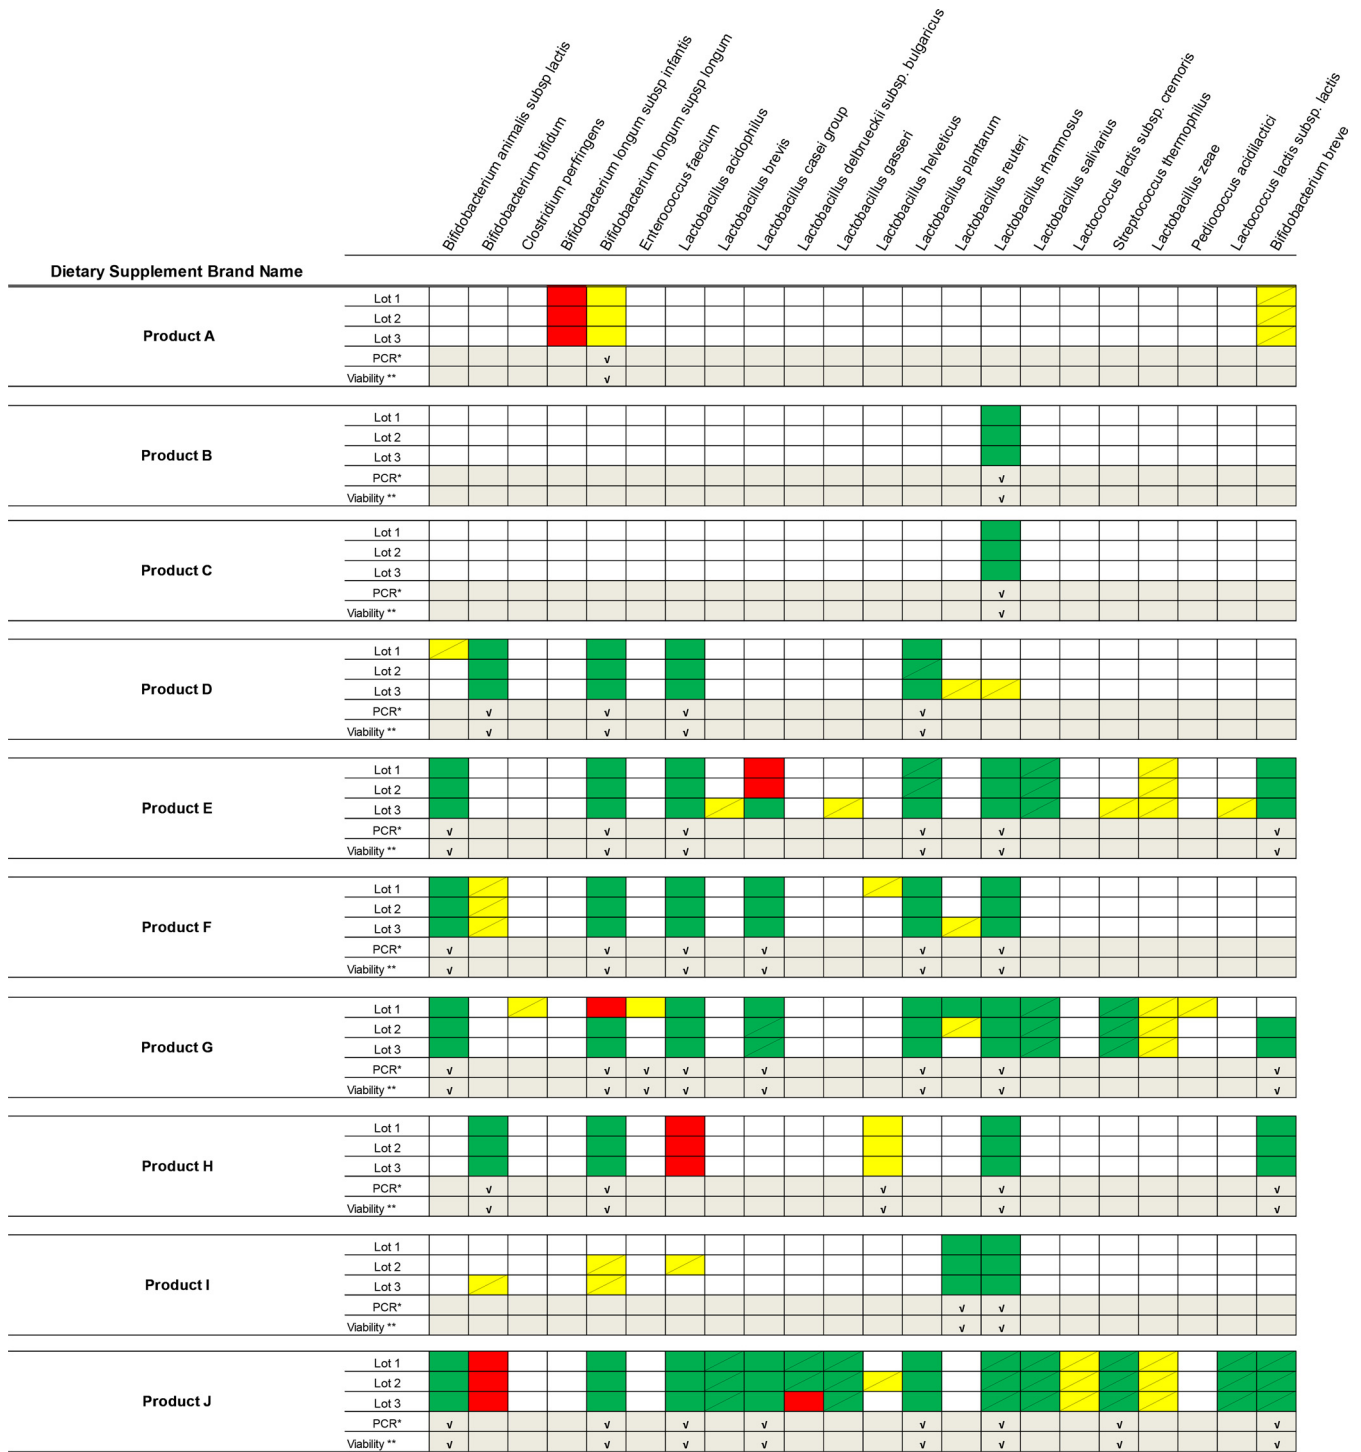 Bifidobacterium animalis subsp lactis
Bifidobacterium bifidum
Clostridium perfringens
Bifidobacterium longum subsp infantis
Bifidobacterium longum supsp longum
Enterococcus faecium
Lactobacillus acidophilus
Lactobacillus brevis
Lactobacillus casei group
Lactobacillus delbrueckii subsp. bulgaricus
Lactobacillus gasseri
Lactobacillus helveticus
Lactobacillus plantarum
Lactobacillus reuteri
Lactobacillus rhamnosus
Lactobacillus salivarius
Lactococcus lactis subsp. cremoris
Streptococcus thermophilus
Lactobacillus zeae
Pediococcus acidilactici
Lactococcus lactis subsp. lactis
Bifidobacterium breve
Dietary Supplement Brand Name
Product A
Lot 1
Lot 2
Lot 3
PCR* √
Viability ** √
Product B
Lot 1
Lot 2
Lot 3
PCR* √
Viability ** √
Product C
Lot 1
Lot 2
Lot 3
PCR* √
Viability ** √
Product D
Lot 1
Lot 2
Lot 3
PCR* √ √ √ √
Viability ** √ √ √ √
Product E
Lot 1
Lot 2
Lot 3
PCR* √ √ √ √ √ √
Viability ** √ √ √ √ √ √
Product F
Lot 1
Lot 2
Lot 3
PCR* √ √ √ √ √ √
Viability ** √ √ √ √ √ √
Product G
Lot 1
Lot 2
Lot 3
PCR* √ √ √ √ √ √ √ √
Viability ** √ √ √ √ √ √ √ √
Product H
Lot 1
Lot 2
Lot 3
PCR* √ √ √ √ √
Viability ** √ √ √ √ √
Product I
Lot 1
Lot 2
Lot 3
PCR* √ √
Viability ** √ √
Product J
Lot 1
Lot 2
Lot 3
PCR* √ √ √ √ √ √ √ √
Viability ** √ √ √ √ √ √ √ √